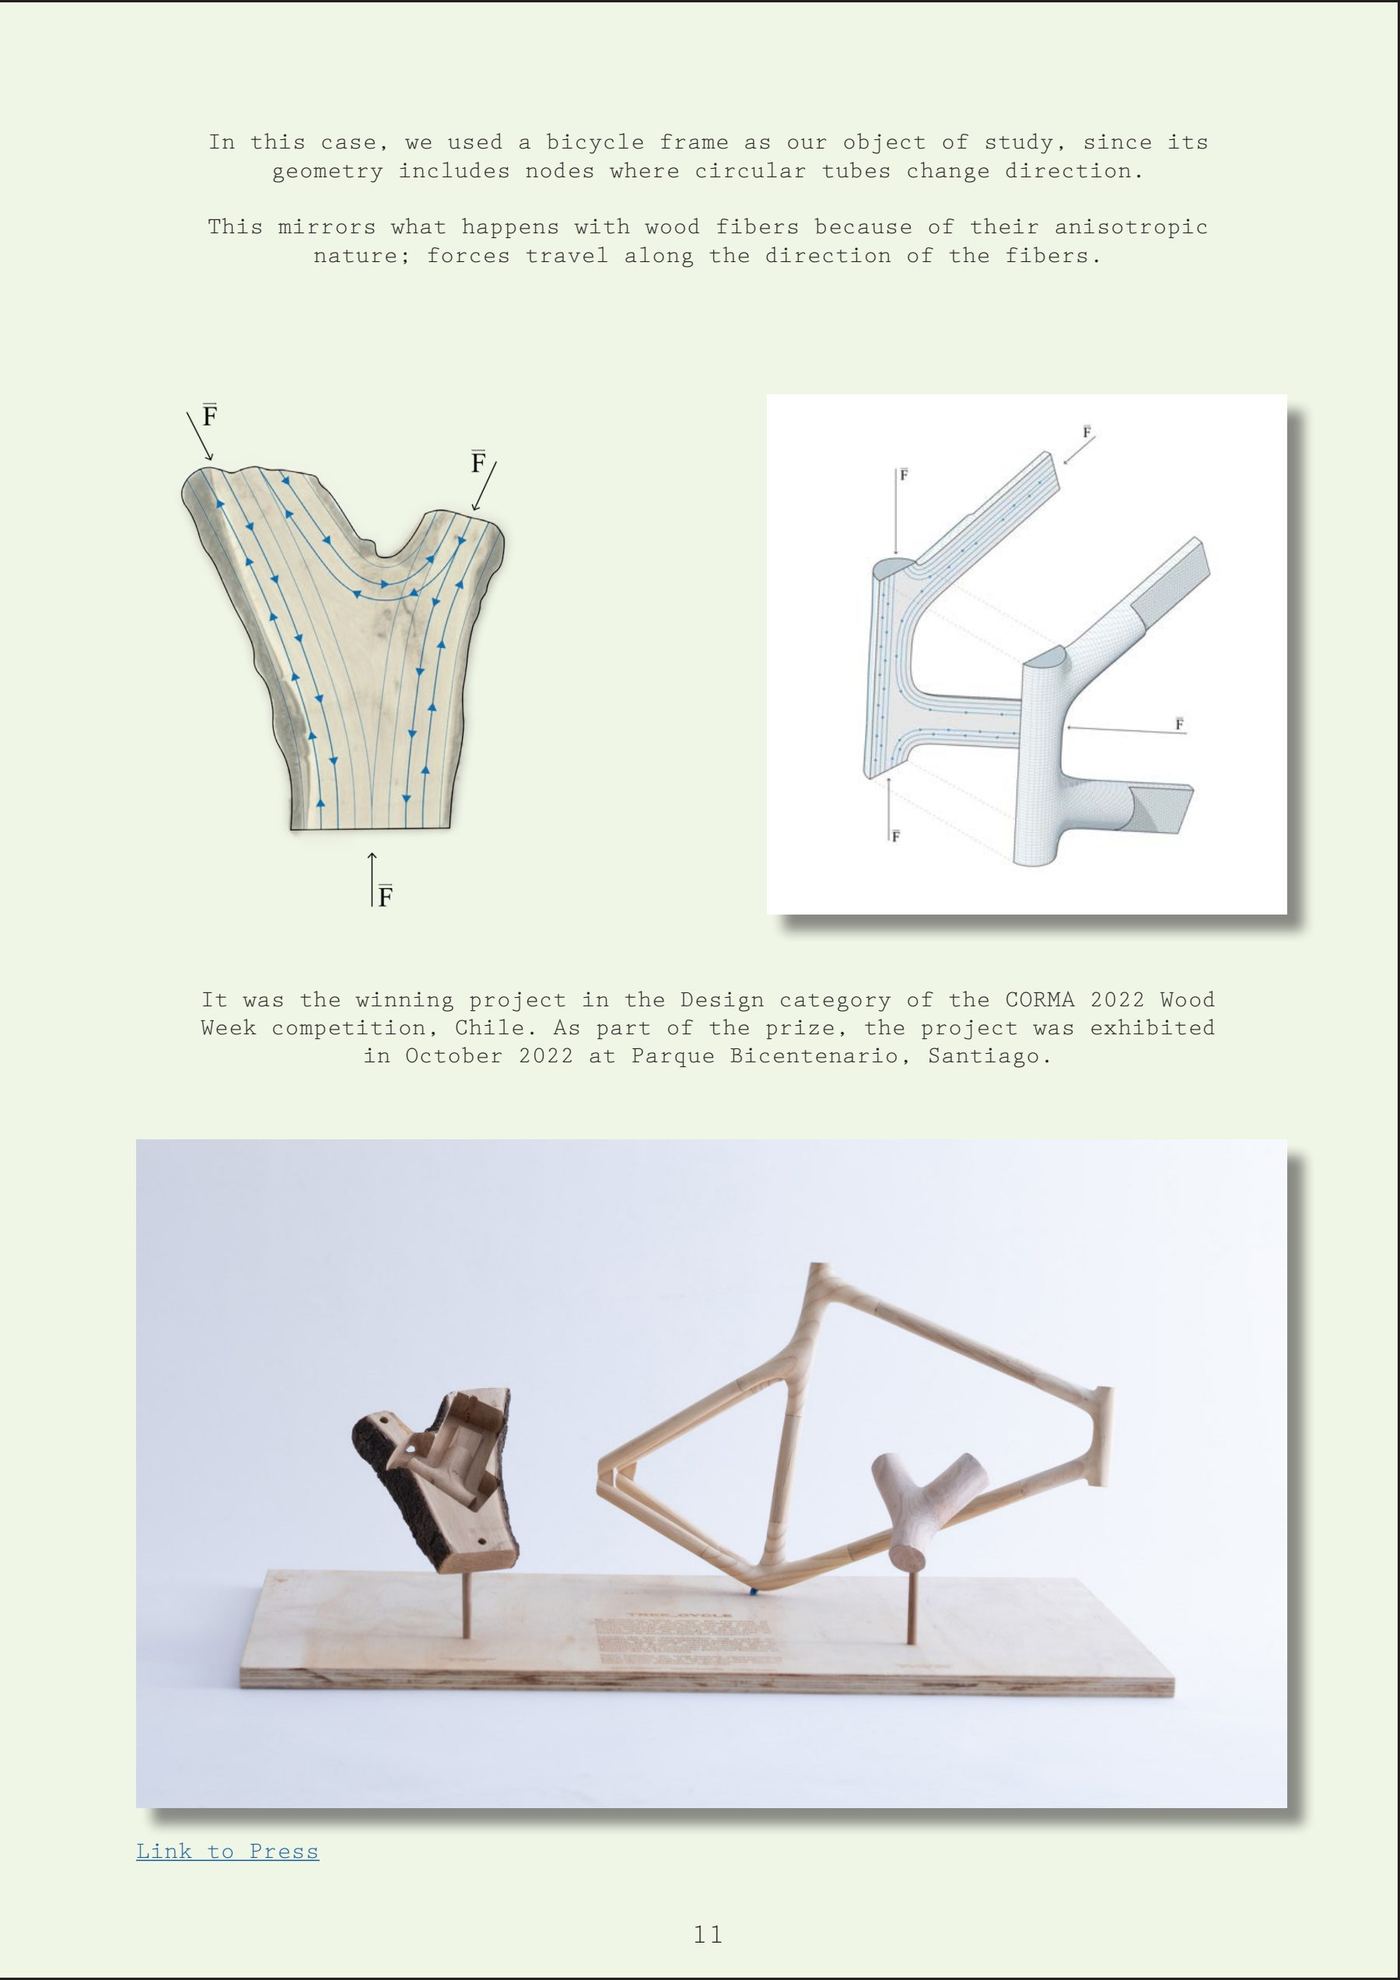 In this case, we used a bicycle frame as our object of study, since its
geometry includes nodes where circular tubes change direction.
This mirrors what happens with wood fibers because of their anisotropic
nature; forces travel along the direction of the fibers.
F̅
F̅
F̅
F̅
F̅
F̅
F̅
It was the winning project in the Design category of the CORMA 2022 Wood
Week competition, Chile. As part of the prize, the project was exhibited
in October 2022 at Parque Bicentenario, Santiago.
TREE_CYCLE
Link to Press
11